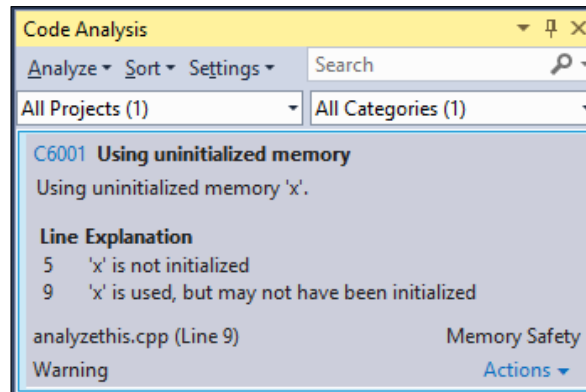 Code Analysis
Analyze Sort Settings Search
All Projects (1) All Categories (1)
C6001 Using uninitialized memory
Using uninitialized memory 'x'.
Line Explanation
5 'x' is not initialized
9 'x' is used, but may not have been initialized
analyzethis.cpp (Line 9) Memory Safety
Warning Actions